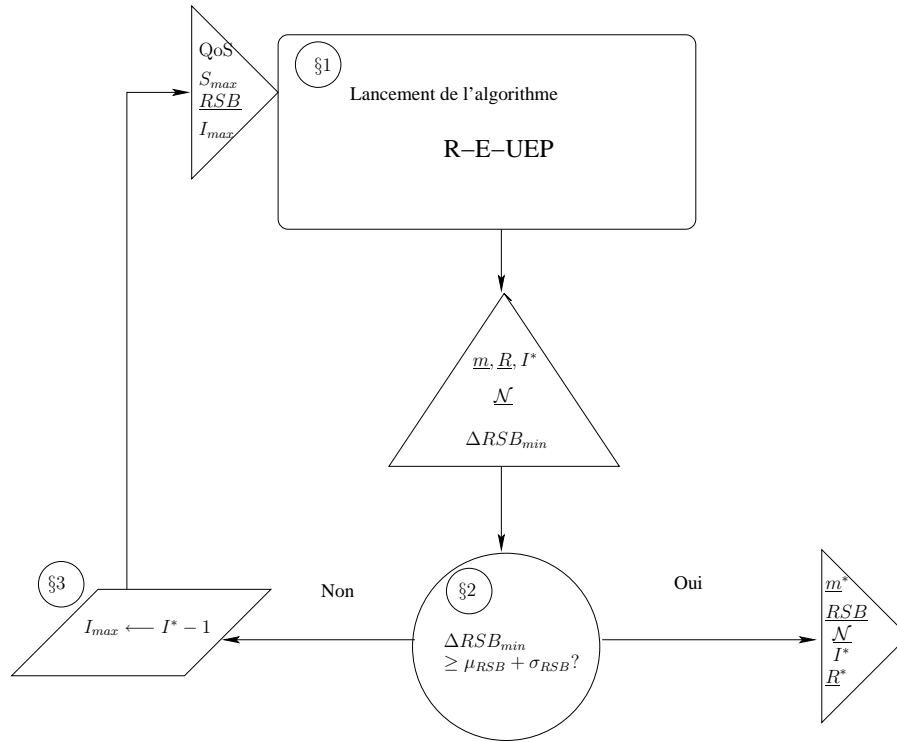 QoS
S_max
RSB
I_max
§1
Lancement de l'algorithme
R–E–UEP
m, R, I*
N
ΔRSB_min
§3
I_max ⟵ I* − 1
Non
§2
ΔRSB_min
≥ μ_RSB + σ_RSB?
Oui
m*
RSB
N
I*
R*